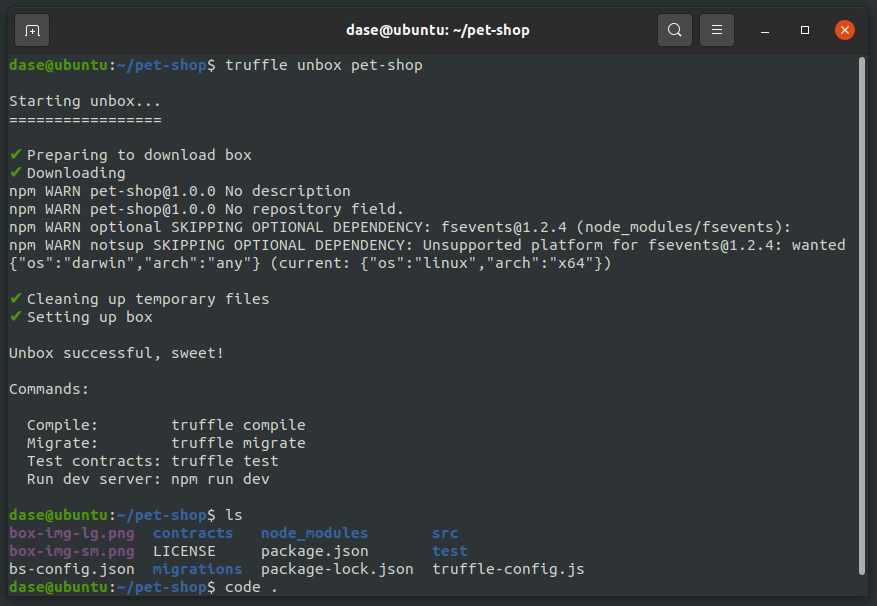 dase@ubuntu: ~/pet-shop
dase@ubuntu:~/pet-shop$ truffle unbox pet-shop
Starting unbox...
=================
✔ Preparing to download box
✔ Downloading
npm WARN pet-shop@1.0.0 No description
npm WARN pet-shop@1.0.0 No repository field.
npm WARN optional SKIPPING OPTIONAL DEPENDENCY: fsevents@1.2.4 (node_modules/fsevents):
npm WARN notsup SKIPPING OPTIONAL DEPENDENCY: Unsupported platform for fsevents@1.2.4: wanted
{"os":"darwin","arch":"any"} (current: {"os":"linux","arch":"x64"})
✔ Cleaning up temporary files
✔ Setting up box
Unbox successful, sweet!
Commands:
  Compile:        truffle compile
  Migrate:        truffle migrate
  Test contracts: truffle test
  Run dev server: npm run dev
dase@ubuntu:~/pet-shop$ ls
box-img-lg.png  contracts   node_modules       src
box-img-sm.png  LICENSE     package.json       test
bs-config.json  migrations  package-lock.json  truffle-config.js
dase@ubuntu:~/pet-shop$ code .